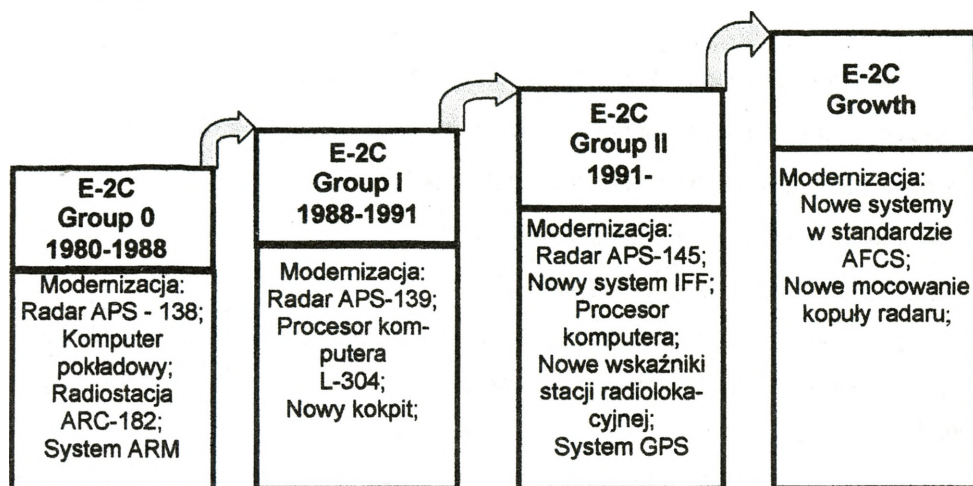 E-2C
Group 0
1980-1988
Modernizacja:
Radar APS - 138;
Komputer
pokładowy;
Radiostacja
ARC-182;
System ARM
E-2C
Group I
1988-1991
Modernizacja:
Radar APS-139;
Procesor kom-
putera
L-304;
Nowy kokpit;
E-2C
Group II
1991-
Modernizacja:
Radar APS-145;
Nowy system IFF;
Procesor
komputera;
Nowe wskaźniki
stacji radioloka-
cyjnej;
System GPS
E-2C
Growth
Modernizacja:
Nowe systemy
w standardzie
AFCS;
Nowe mocowanie
kopuły radaru;